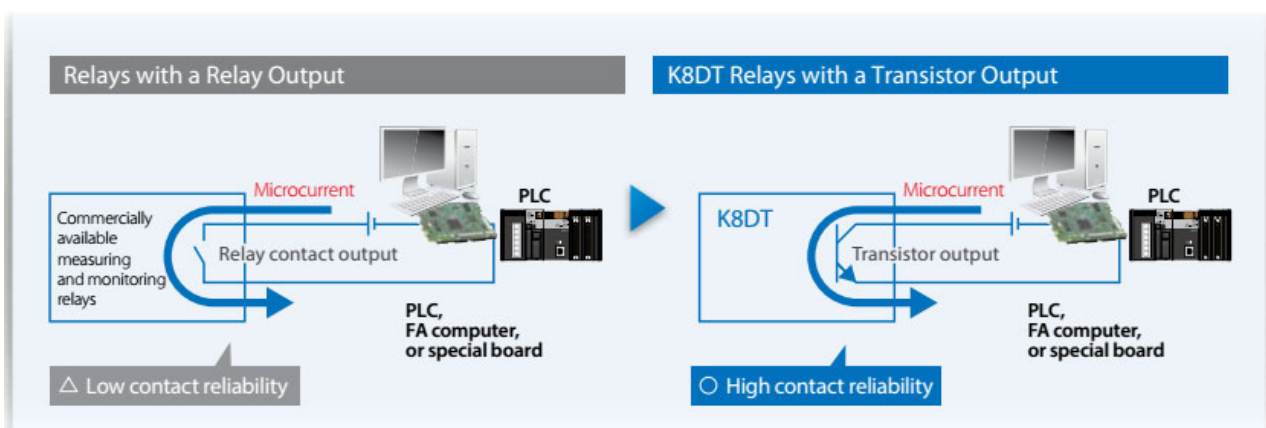 Relays with a Relay Output
Microcurrent
PLC
Commercially
available
measuring
and monitoring
relays
Relay contact output
PLC,
FA computer,
or special board
△ Low contact reliability
K8DT Relays with a Transistor Output
Microcurrent
PLC
K8DT
Transistor output
PLC,
FA computer,
or special board
○ High contact reliability